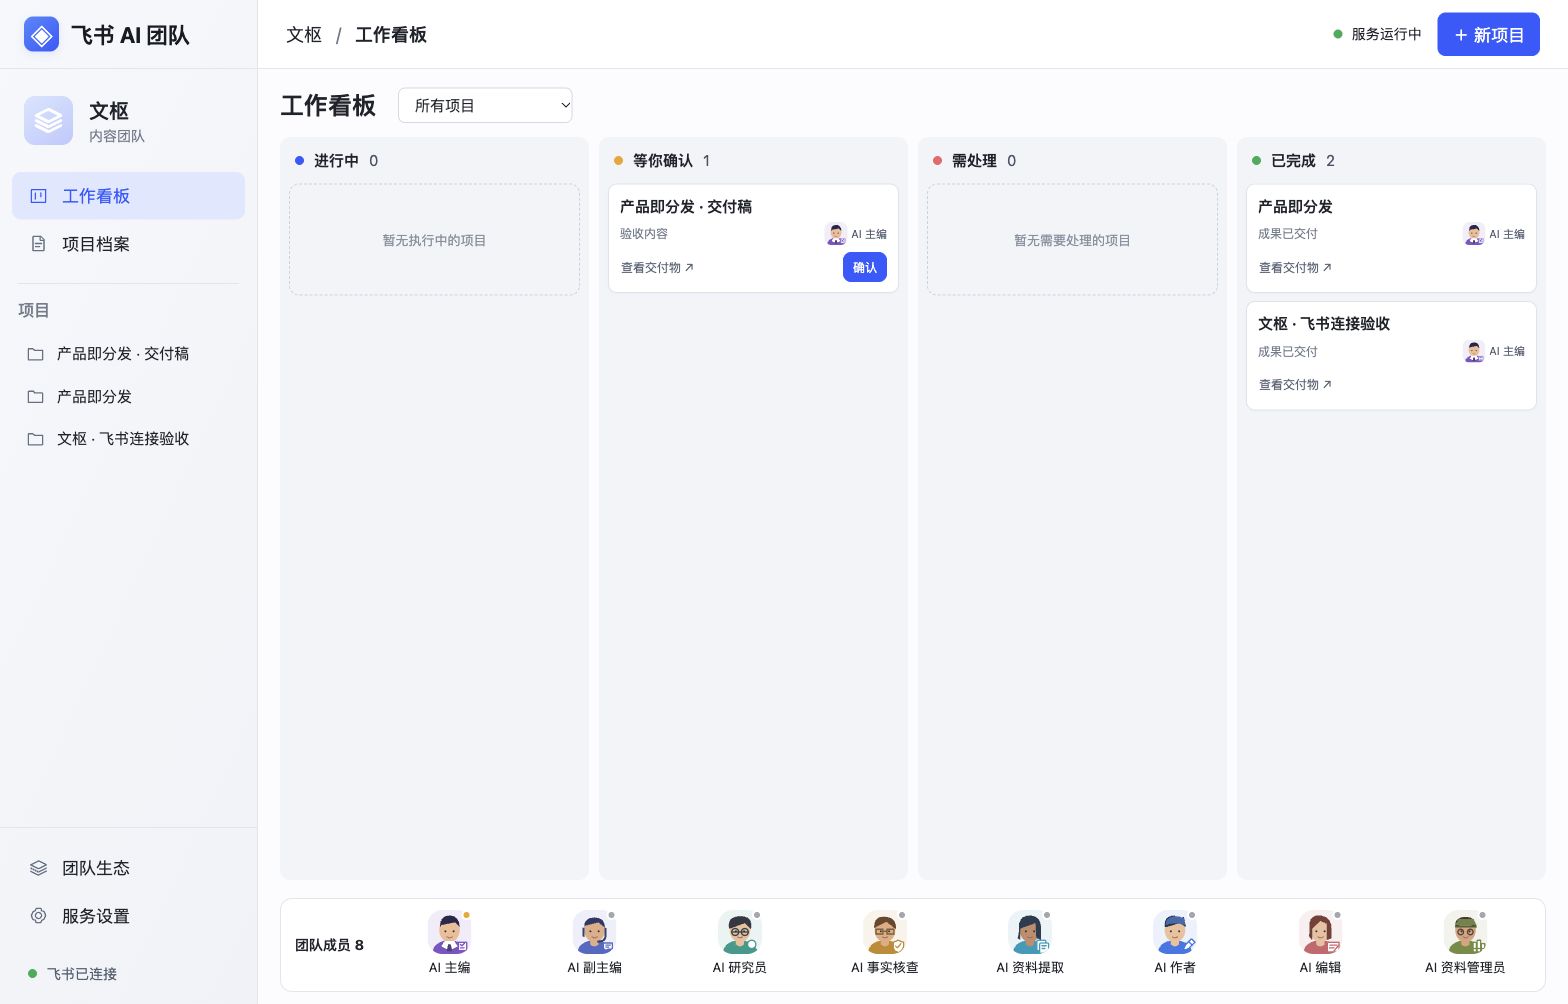 飞书 AI 团队
文枢 / 工作看板
服务运行中
+ 新项目
文枢
内容团队
工作看板
项目档案
项目
产品即分发 · 交付稿
产品即分发
文枢 · 飞书连接验收
团队生态
服务设置
飞书已连接
工作看板
所有项目
进行中 0
暂无执行中的项目
等你确认 1
产品即分发 · 交付稿
验收内容
AI 主编
查看交付物 ↗
确认
需处理 0
暂无需要处理的项目
已完成 2
产品即分发
成果已交付
AI 主编
查看交付物 ↗
文枢 · 飞书连接验收
成果已交付
AI 主编
查看交付物 ↗
团队成员 8
AI 主编
AI 副主编
AI 研究员
AI 事实核查
AI 资料提取
AI 作者
AI 编辑
AI 资料管理员